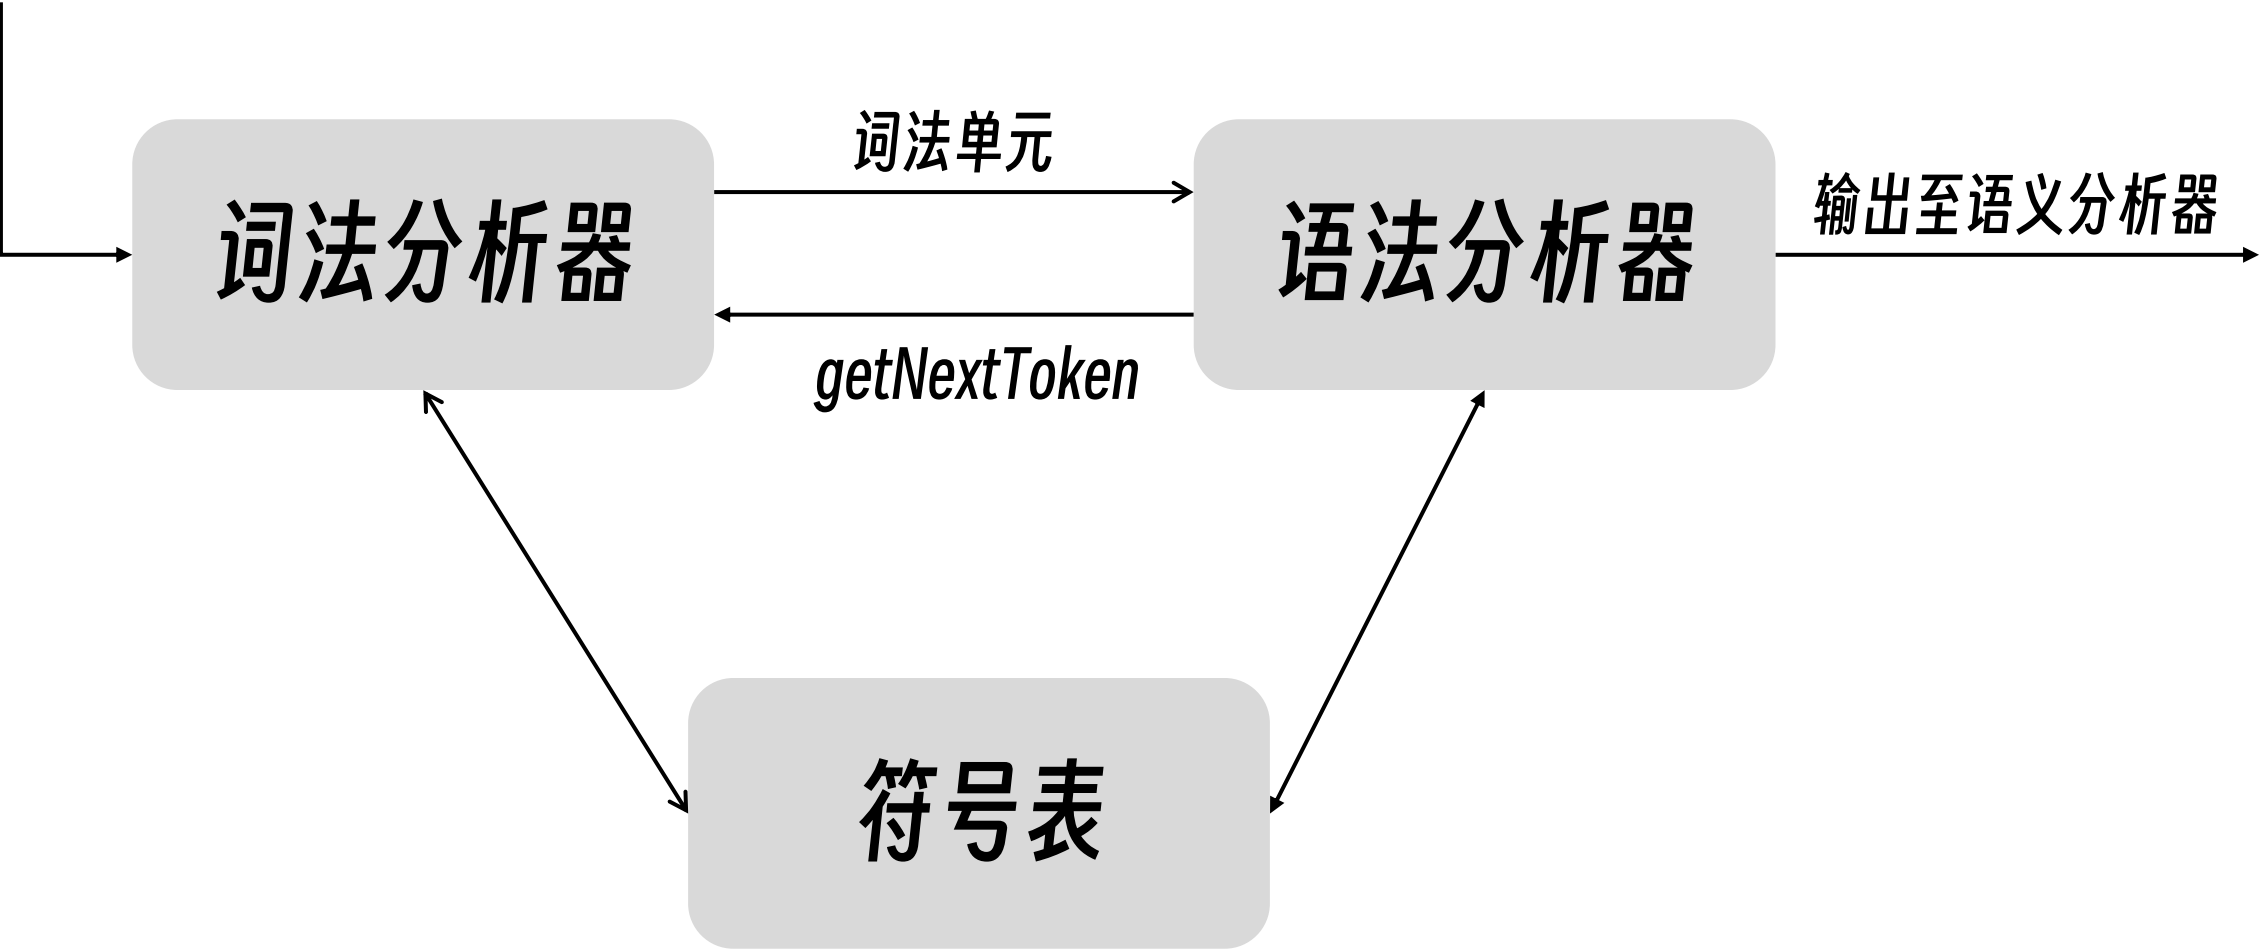 词法单元
输出至语义分析器
词法分析器
语法分析器
getNextToken
符号表